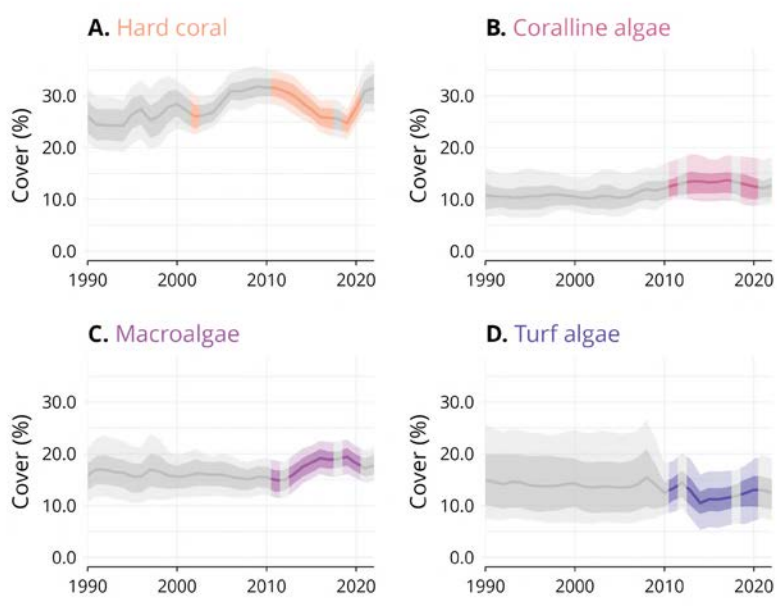 A. Hard coral
Cover (%)
30.0
20.0
10.0
0.0
1990 2000 2010 2020
B. Coralline algae
Cover (%)
30.0
20.0
10.0
0.0
1990 2000 2010 2020
C. Macroalgae
Cover (%)
30.0
20.0
10.0
0.0
1990 2000 2010 2020
D. Turf algae
Cover (%)
30.0
20.0
10.0
0.0
1990 2000 2010 2020